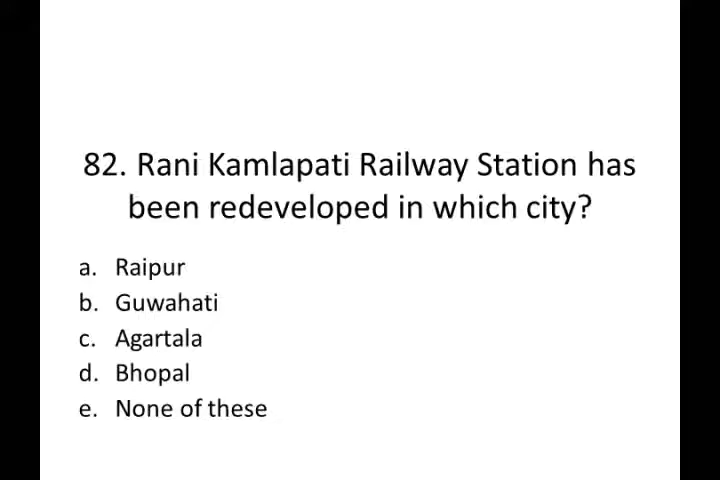 82. Rani Kamlapati Railway Station has
been redeveloped in which city?
a. Raipur
b. Guwahati
c. Agartala
d. Bhopal
e. None of these